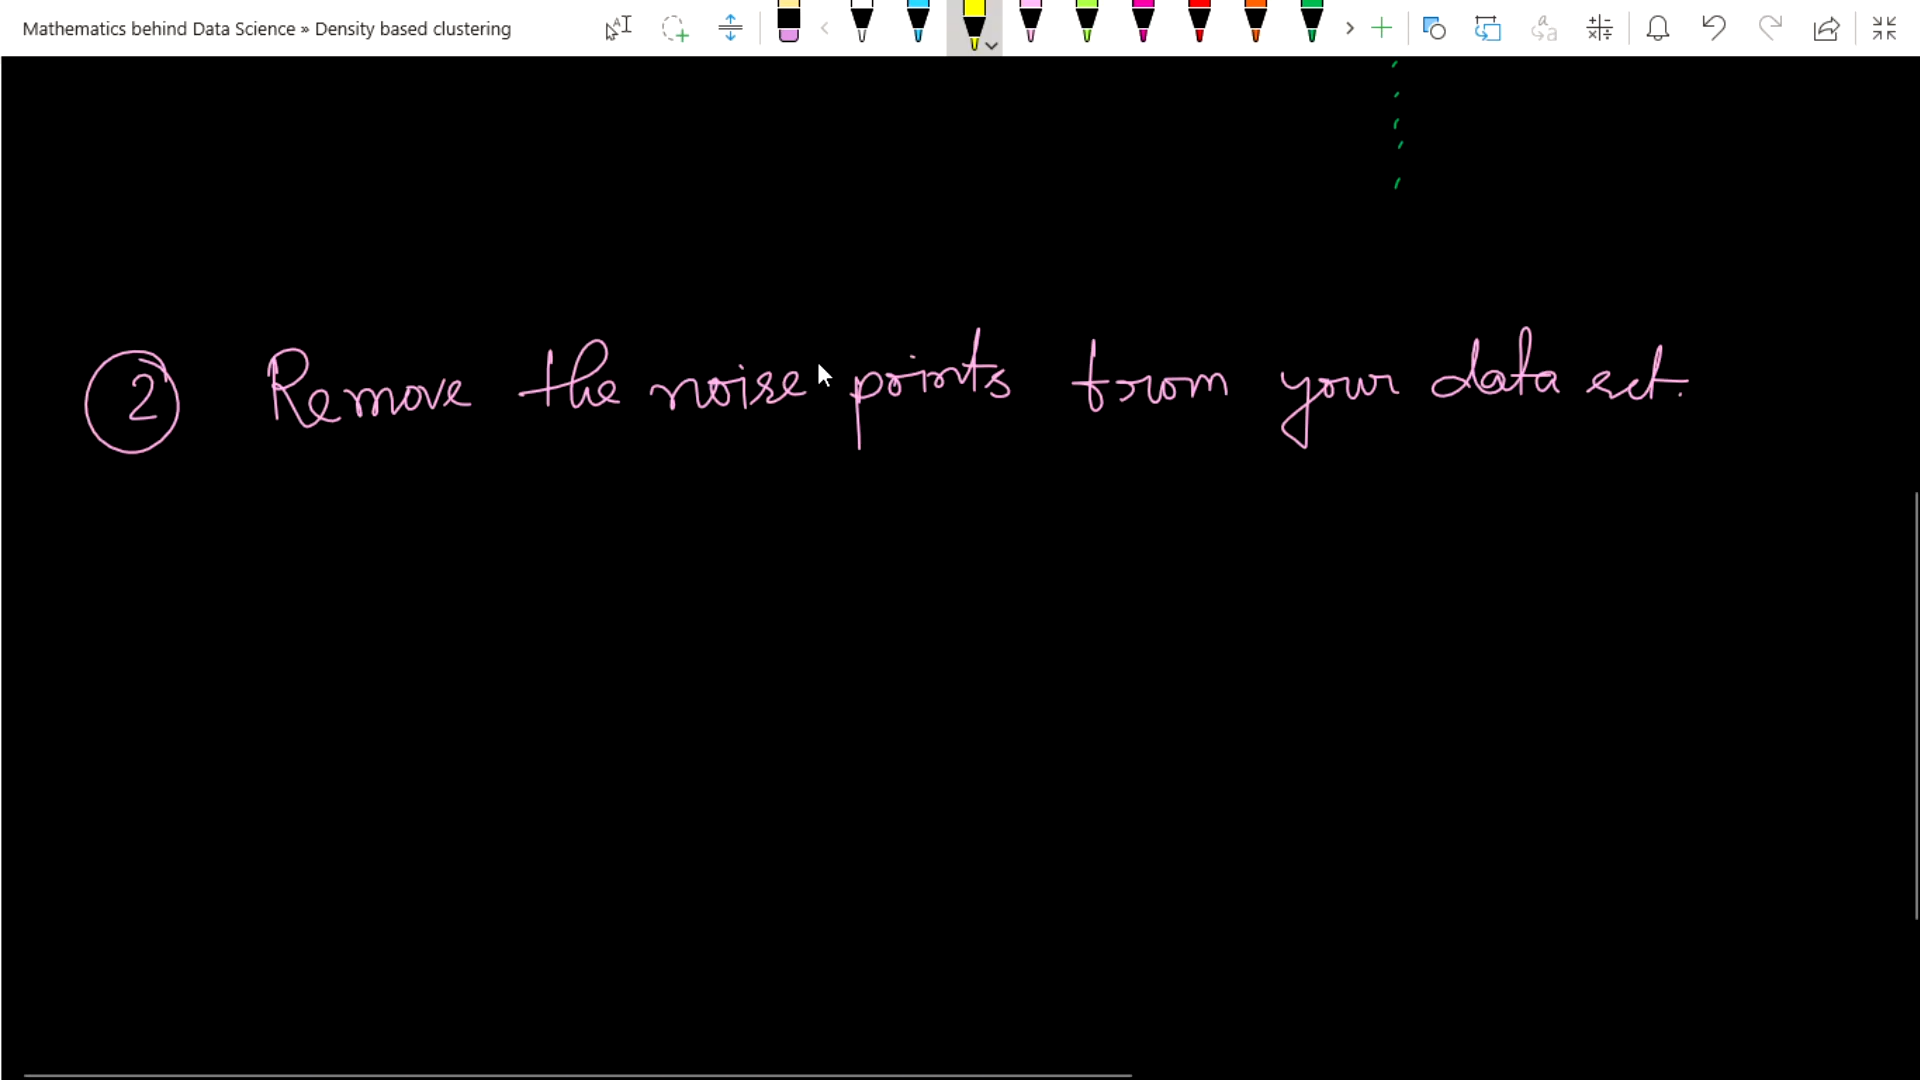 Mathematics behind Data Science » Density based clustering
② Remove the noise points from your data set.